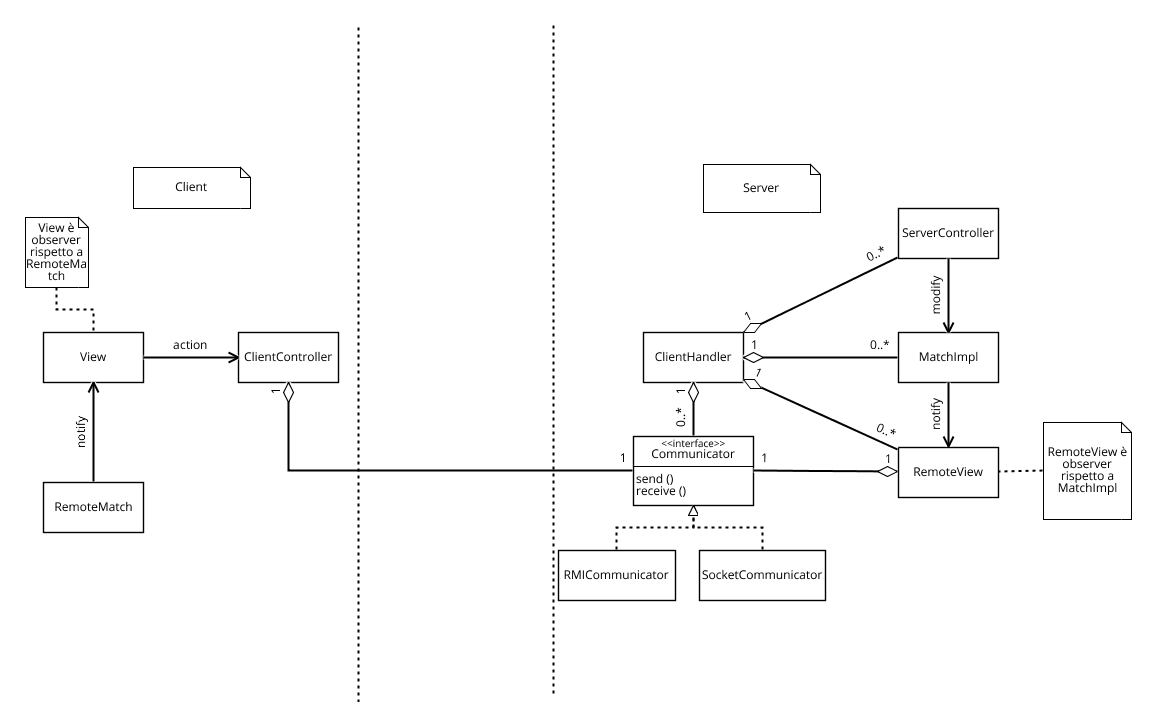 Client
Server
View è
observer
rispetto a
RemoteMa
tch
ServerController
0..*
1
modify
View
action
ClientController
ClientHandler
1
0..*
MatchImpl
1
1
1
0..*
notify
notify
0..*
<<interface>>
Communicator
send ()
receive ()
1
1
1
RemoteView
RemoteView è
observer
rispetto a
MatchImpl
RemoteMatch
RMICommunicator
SocketCommunicator